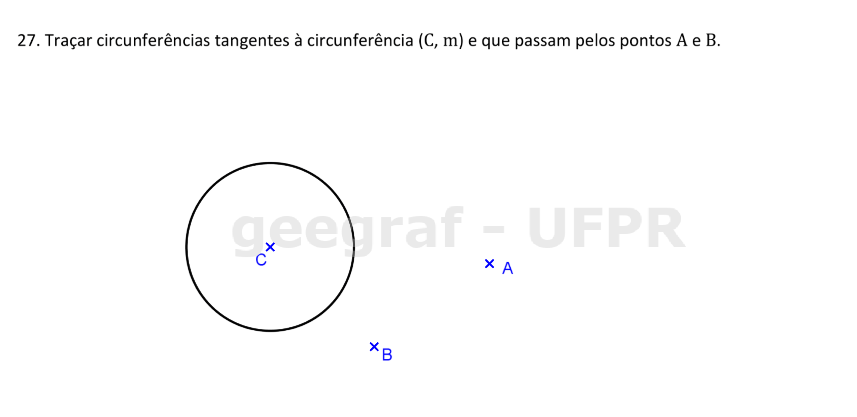 27. Traçar circunferências tangentes à circunferência (C, m) e que passam pelos pontos A e B.
geegraf - UFPR
C
A
B